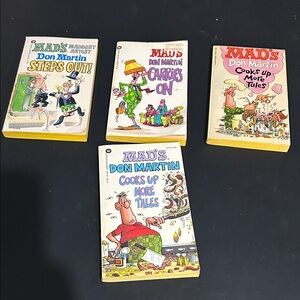 MAD'S MADDEST
ARTIST
Don Martin
STEPS OUT!
MAD'S
DON MARTIN
CARRIES
ON
MAD'S
Don Martin
Cooks up
More
Tales
MAD'S
DON MARTIN
COOKS UP
MORE
TALES